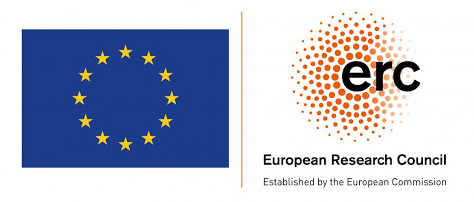 erc
European Research Council
Established by the European Commission